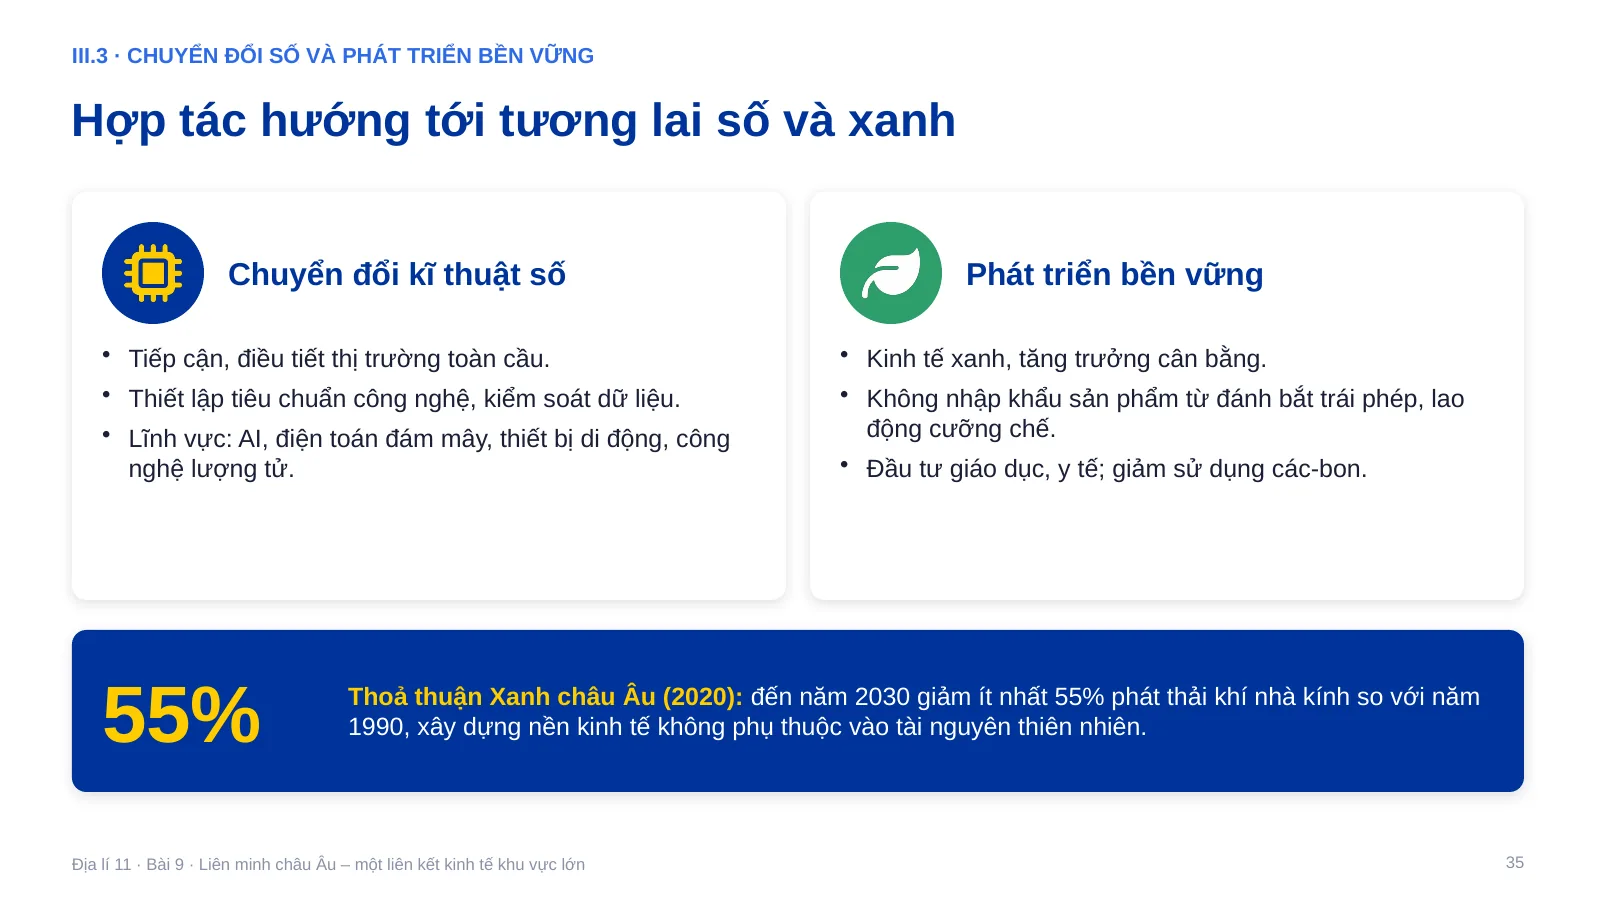 III.3 · CHUYỂN ĐỔI SỐ VÀ PHÁT TRIỂN BỀN VỮNG
Hợp tác hướng tới tương lai số và xanh
Chuyển đổi kĩ thuật số
• Tiếp cận, điều tiết thị trường toàn cầu.
• Thiết lập tiêu chuẩn công nghệ, kiểm soát dữ liệu.
• Lĩnh vực: AI, điện toán đám mây, thiết bị di động, công
nghệ lượng tử.
Phát triển bền vững
• Kinh tế xanh, tăng trưởng cân bằng.
• Không nhập khẩu sản phẩm từ đánh bắt trái phép, lao
động cưỡng chế.
• Đầu tư giáo dục, y tế; giảm sử dụng các-bon.
55%
Thoả thuận Xanh châu Âu (2020): đến năm 2030 giảm ít nhất 55% phát thải khí nhà kính so với năm
1990, xây dựng nền kinh tế không phụ thuộc vào tài nguyên thiên nhiên.
Địa lí 11 · Bài 9 · Liên minh châu Âu – một liên kết kinh tế khu vực lớn
35